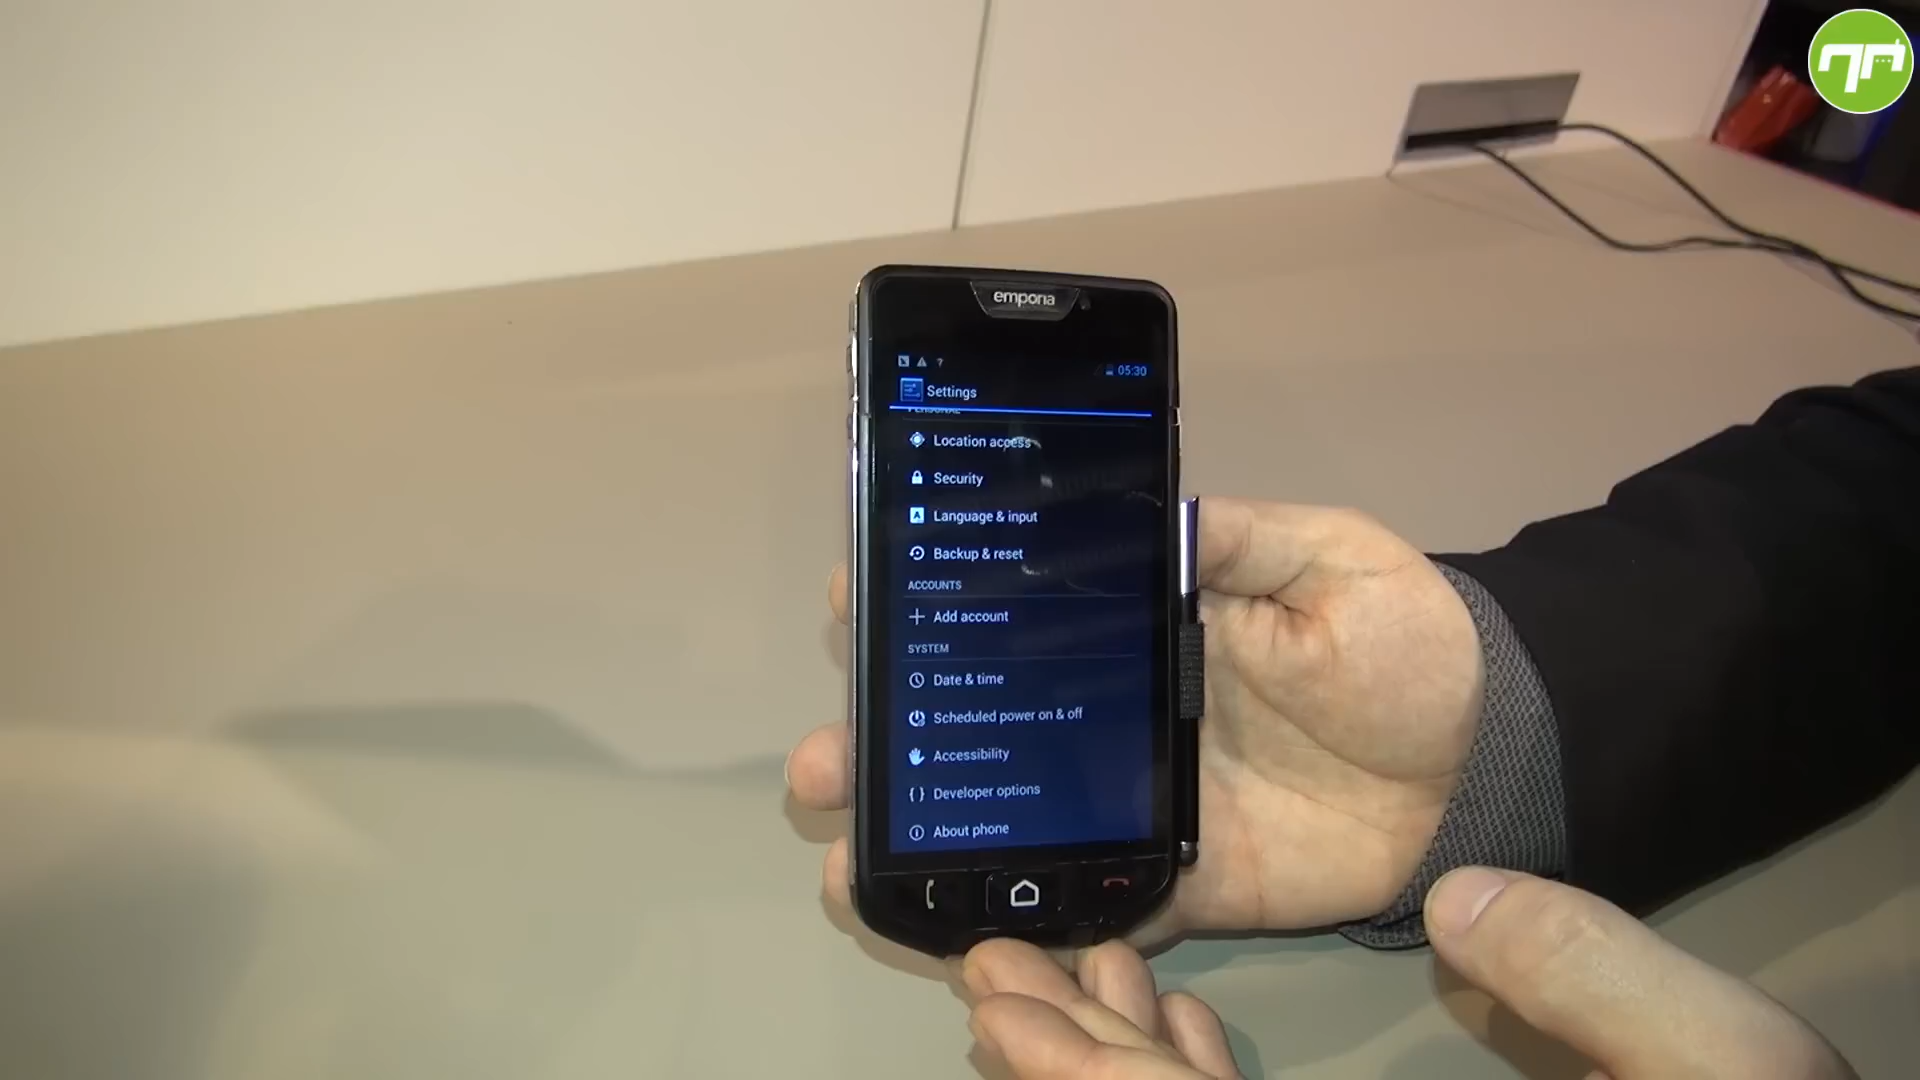 emporia
05:30
Settings
PERSONAL
Location access
Security
Language & input
Backup & reset
ACCOUNTS
Add account
SYSTEM
Date & time
Scheduled power on & off
Accessibility
Developer options
About phone